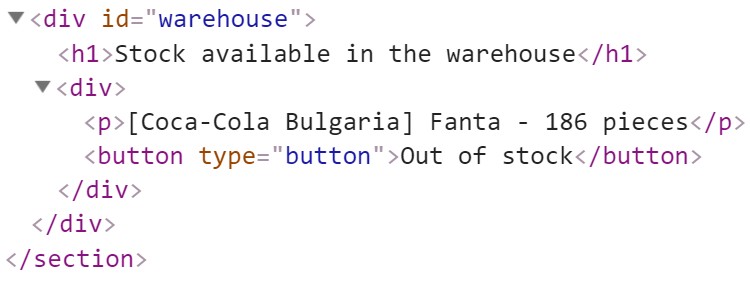 <div id="warehouse">
<h1>Stock available in the warehouse</h1>
<div>
<p>[Coca-Cola Bulgaria] Fanta - 186 pieces</p>
<button type="button">Out of stock</button>
</div>
</div>
</section>